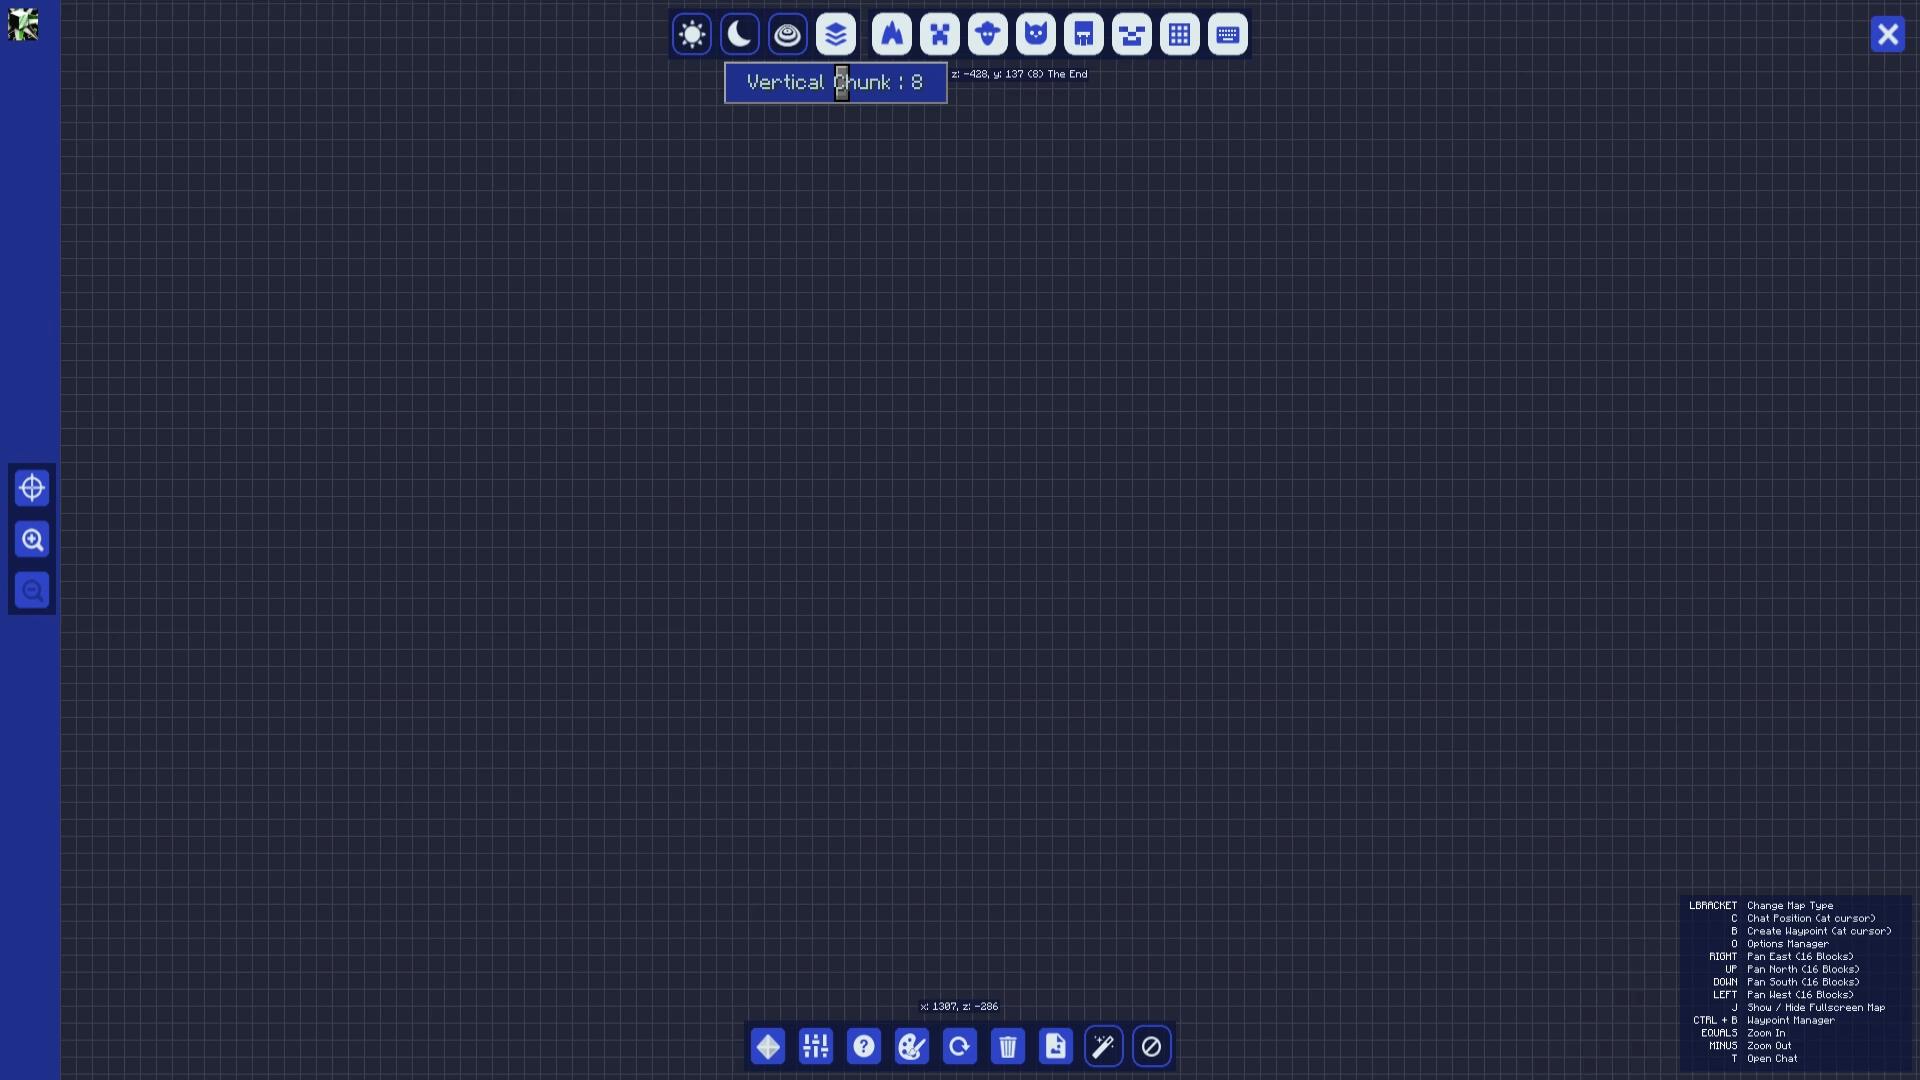 z: -428, y: 137 (8) The End
Vertical Chunk : 8
x: 1307, z: -286
LBRACKET Change Map Type
C Chat Position (at cursor)
B Create Waypoint (at cursor)
O Options Manager
RIGHT Pan East (16 Blocks)
UP Pan North (16 Blocks)
DOWN Pan South (16 Blocks)
LEFT Pan West (16 Blocks)
J Show / Hide Fullscreen Map
CTRL + B Waypoint Manager
EQUALS Zoom In
MINUS Zoom Out
T Open Chat